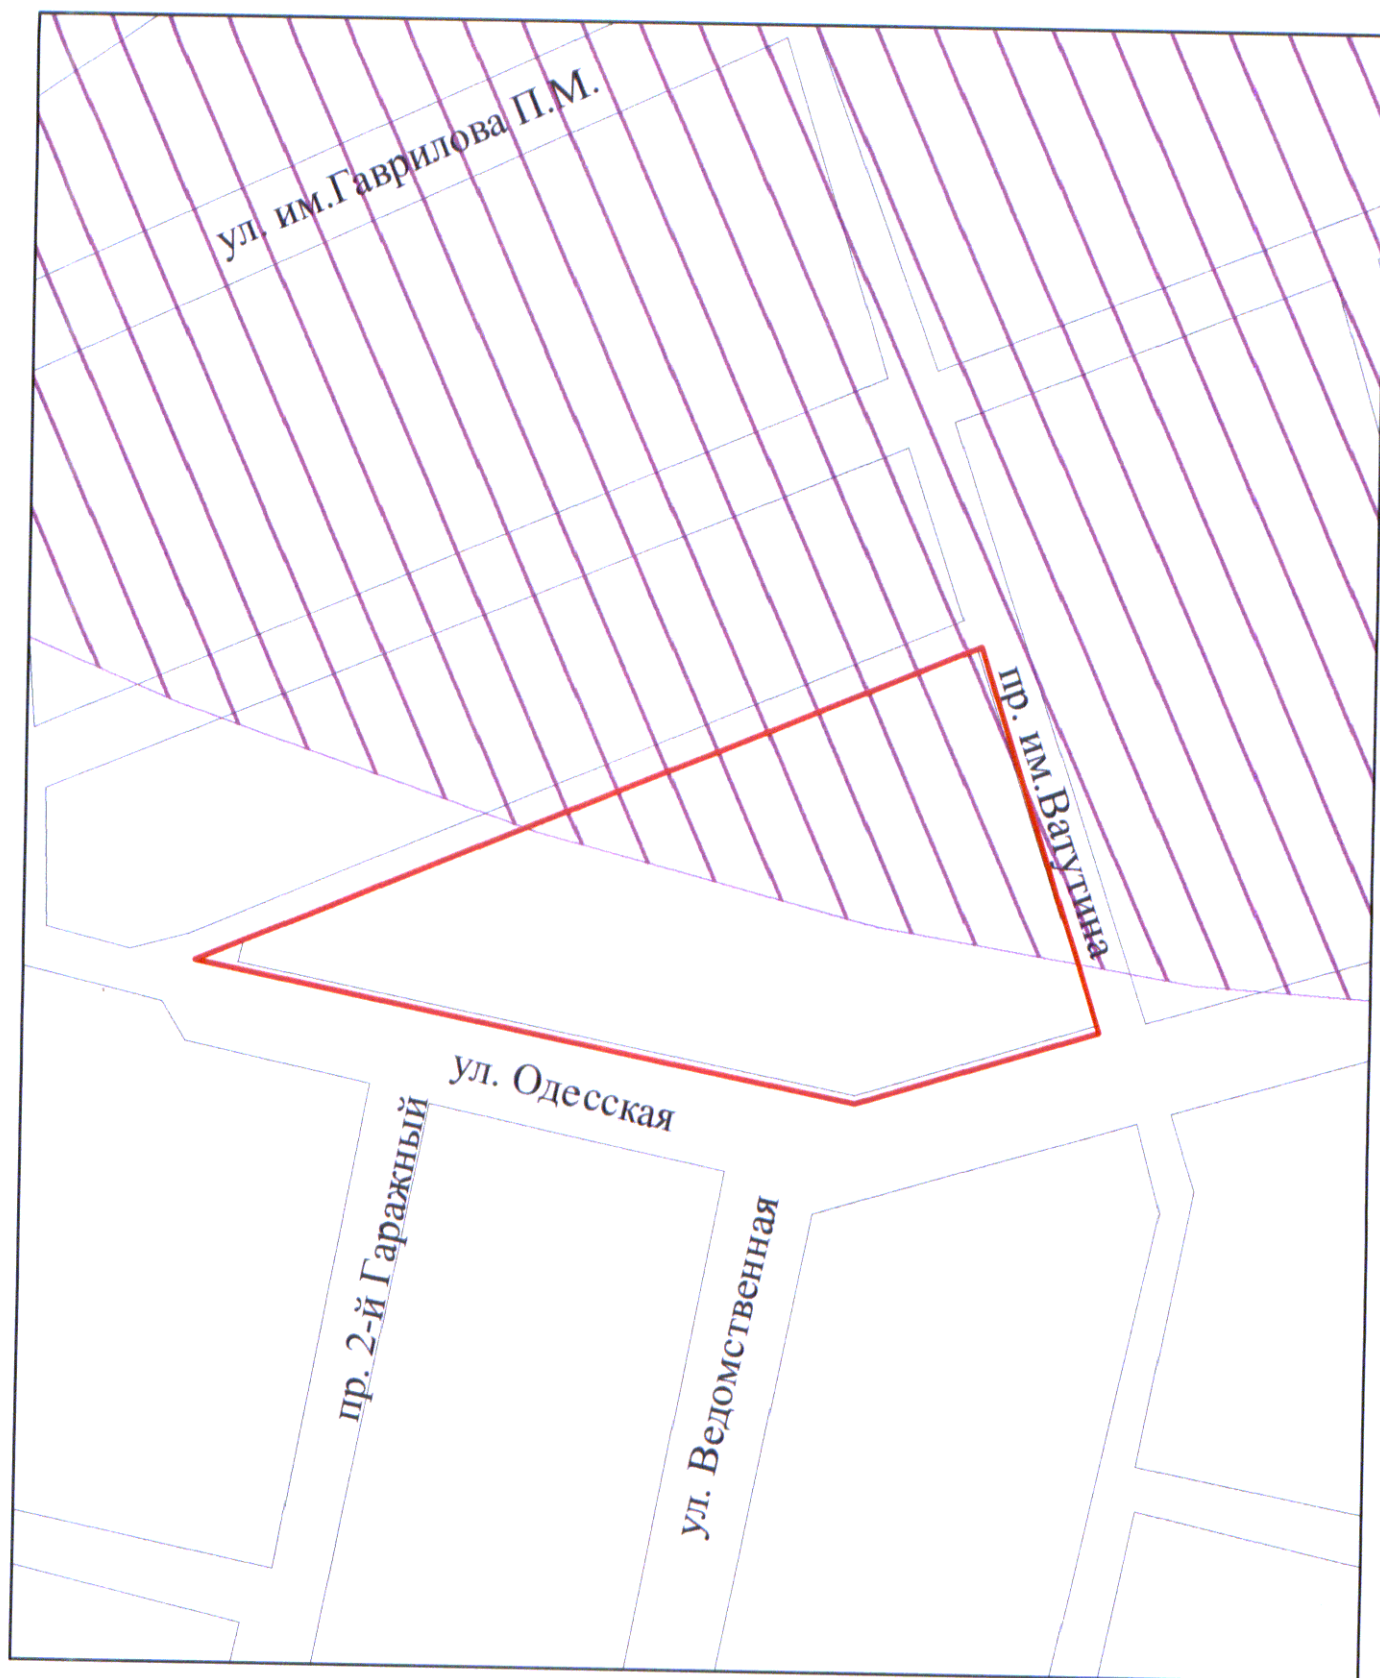 ул. им.Гаврилова П.М.
пр. им.Ватутина
ул. Одесская
пр. 2-й Гаражный
ул. Ведомственная